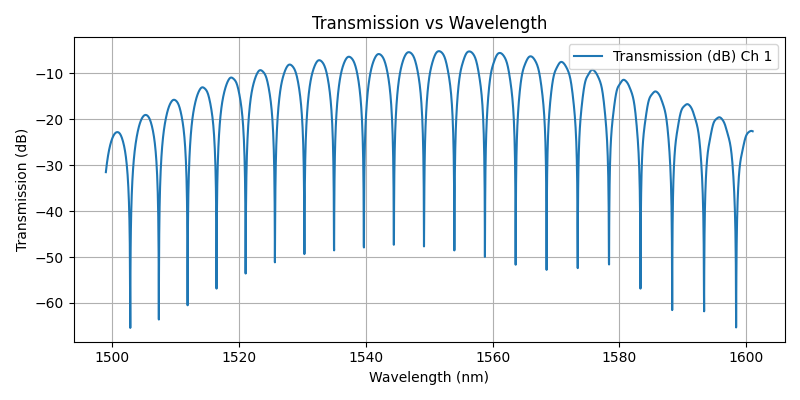 Transmission vs Wavelength
Transmission (dB) Ch 1
Transmission (dB)
−10
−20
−30
−40
−50
−60
1500 1520 1540 1560 1580 1600
Wavelength (nm)